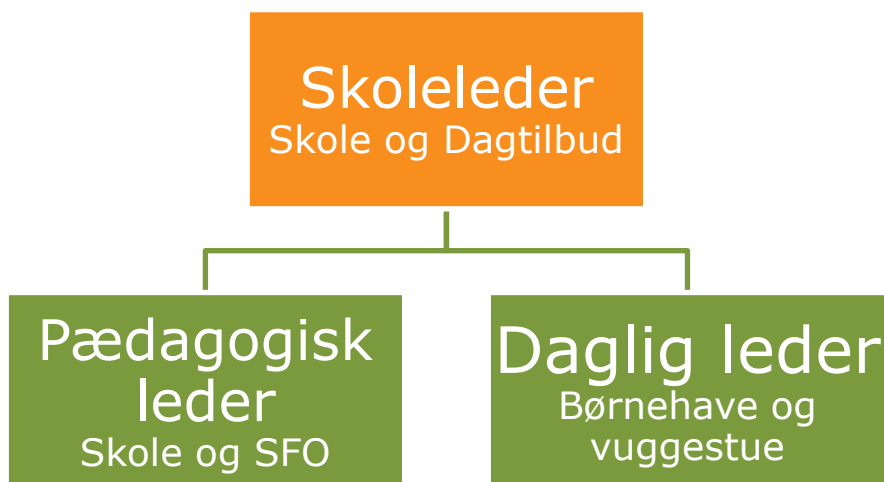 Skoleleder
Skole og Dagtilbud
Pædagogisk
leder
Skole og SFO
Daglig leder
Børnehave og
vuggestue